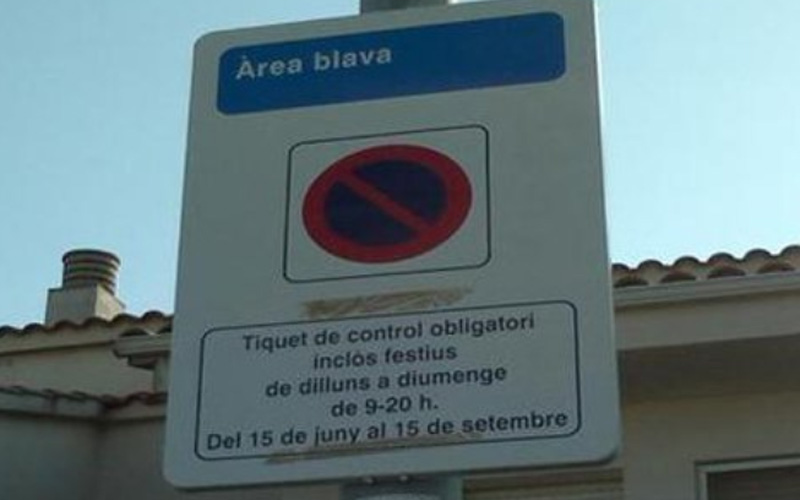 Àrea blava
Tiquet de control obligatori
inclòs festius
de dilluns a diumenge
de 9-20 h.
Del 15 de juny al 15 de setembre